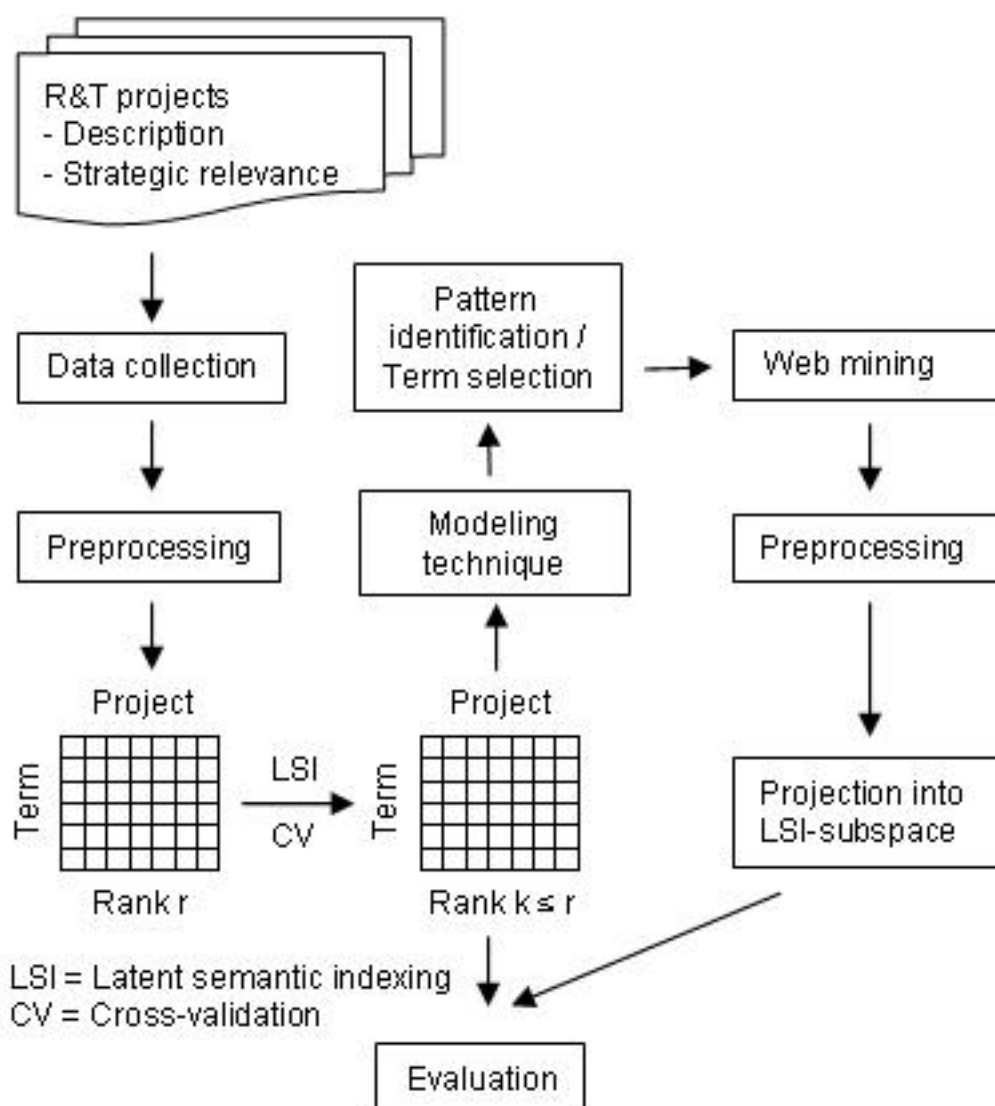 R&T projects
- Description
- Strategic relevance
Data collection
Preprocessing
Project
Term
Rank r
LSI
CV
Project
Term
Rank k ≤ r
Modeling
technique
Pattern
identification /
Term selection
Web mining
Preprocessing
Projection into
LSI-subspace
LSI = Latent semantic indexing
CV = Cross-validation
Evaluation